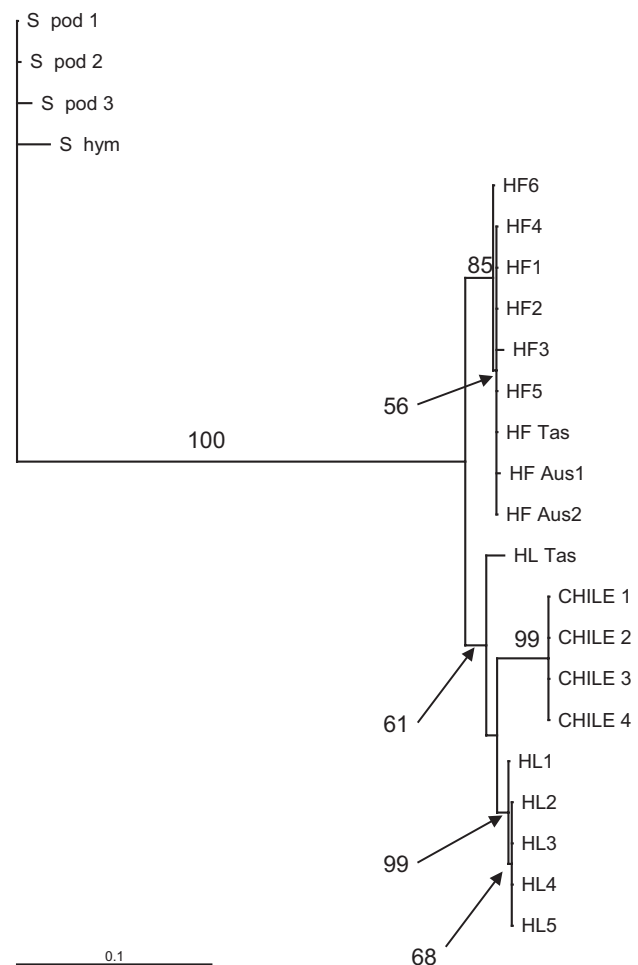 S pod 1
S pod 2
S pod 3
S hym
HF6
HF4
85
HF1
HF2
HF3
56
HF5
HF Tas
100
HF Aus1
HF Aus2
HL Tas
CHILE 1
99
CHILE 2
CHILE 3
61
CHILE 4
HL1
HL2
HL3
99
HL4
HL5
0.1
68